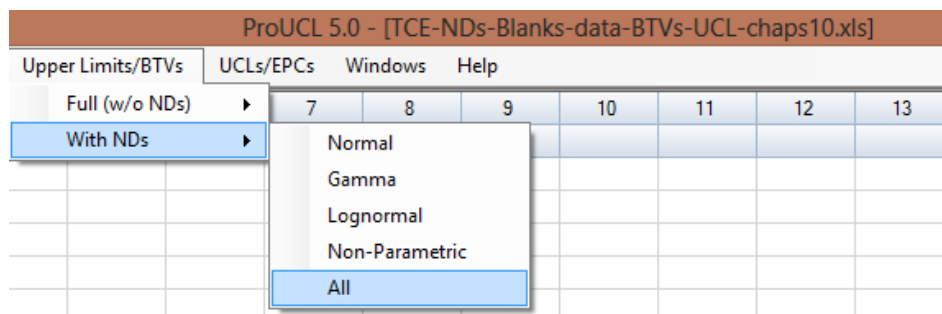 ProUCL 5.0 - [TCE-NDs-Blanks-data-BTVs-UCL-chaps10.xls]
Upper Limits/BTVs UCLs/EPCs Windows Help
Full (w/o NDs) 7 8 9 10 11 12 13
With NDs
Normal
Gamma
Lognormal
Non-Parametric
All